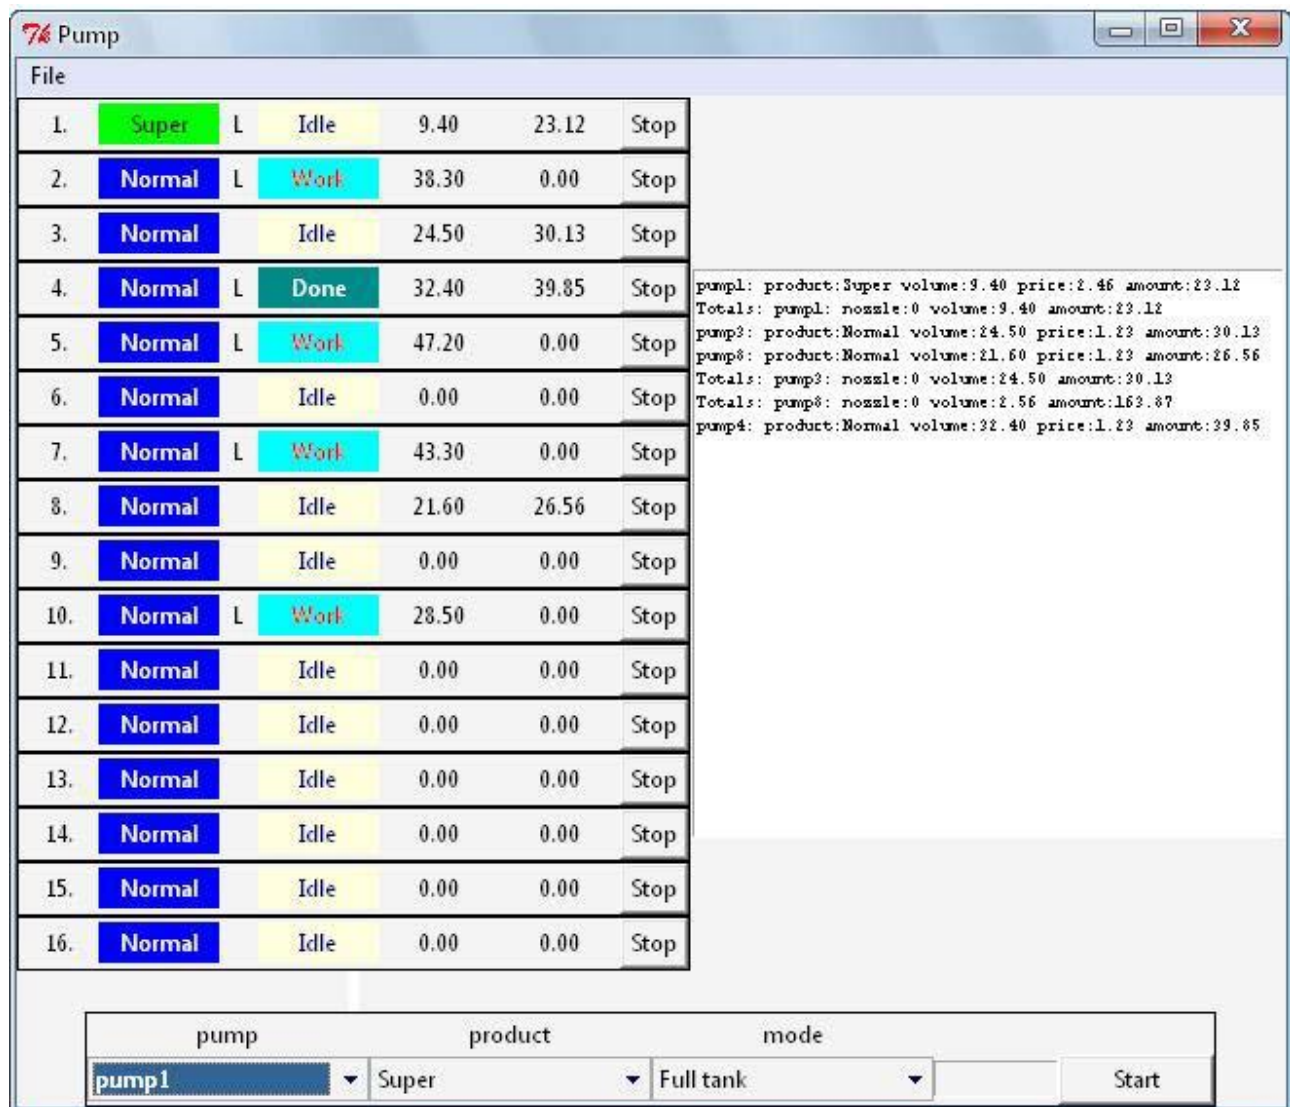 Pump
File
1. Super L Idle 9.40 23.12 Stop
2. Normal L Work 38.30 0.00 Stop
3. Normal Idle 24.50 30.13 Stop
4. Normal L Done 32.40 39.85 Stop
5. Normal L Work 47.20 0.00 Stop
6. Normal Idle 0.00 0.00 Stop
7. Normal L Work 43.30 0.00 Stop
8. Normal Idle 21.60 26.56 Stop
9. Normal Idle 0.00 0.00 Stop
10. Normal L Work 28.50 0.00 Stop
11. Normal Idle 0.00 0.00 Stop
12. Normal Idle 0.00 0.00 Stop
13. Normal Idle 0.00 0.00 Stop
14. Normal Idle 0.00 0.00 Stop
15. Normal Idle 0.00 0.00 Stop
16. Normal Idle 0.00 0.00 Stop
pump1: product:Super volume:9.40 price:2.46 amount:23.12
Totals: pump1: nozzle:0 volume:9.40 amount:23.12
pump3: product:Normal volume:24.50 price:1.23 amount:30.13
pump8: product:Normal volume:21.60 price:1.23 amount:26.56
Totals: pump3: nozzle:0 volume:24.50 amount:30.13
Totals: pump8: nozzle:0 volume:2.56 amount:163.87
pump4: product:Normal volume:32.40 price:1.23 amount:39.85
pump product mode
pump1 Super Full tank Start